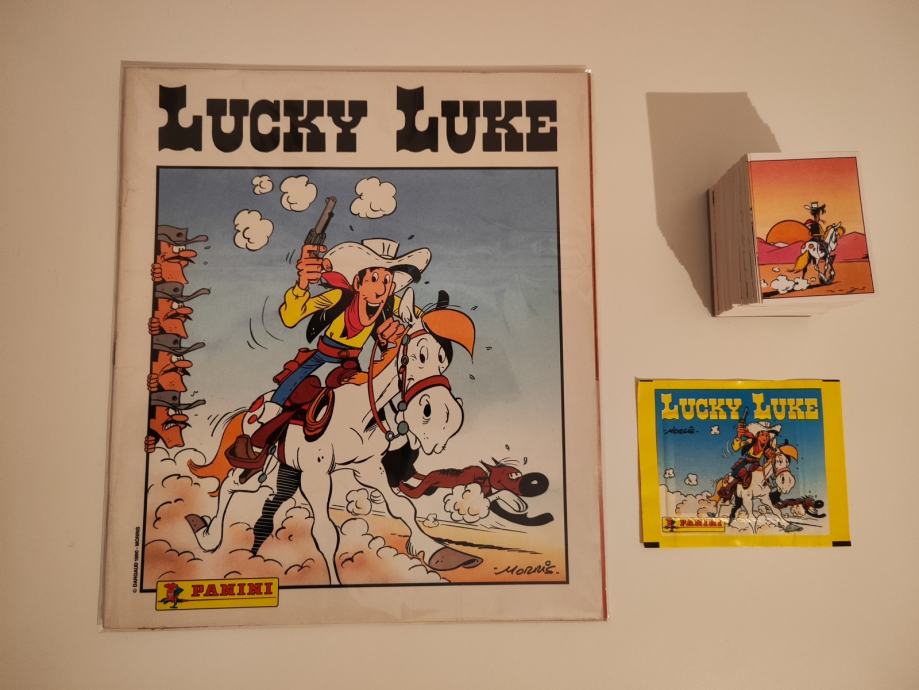 LUCKY LUKE
© DARGAUD 1990 - MORRIS
PANINI
-MORRIS-
LUCKY LUKE
-MORRIS-
PANINI